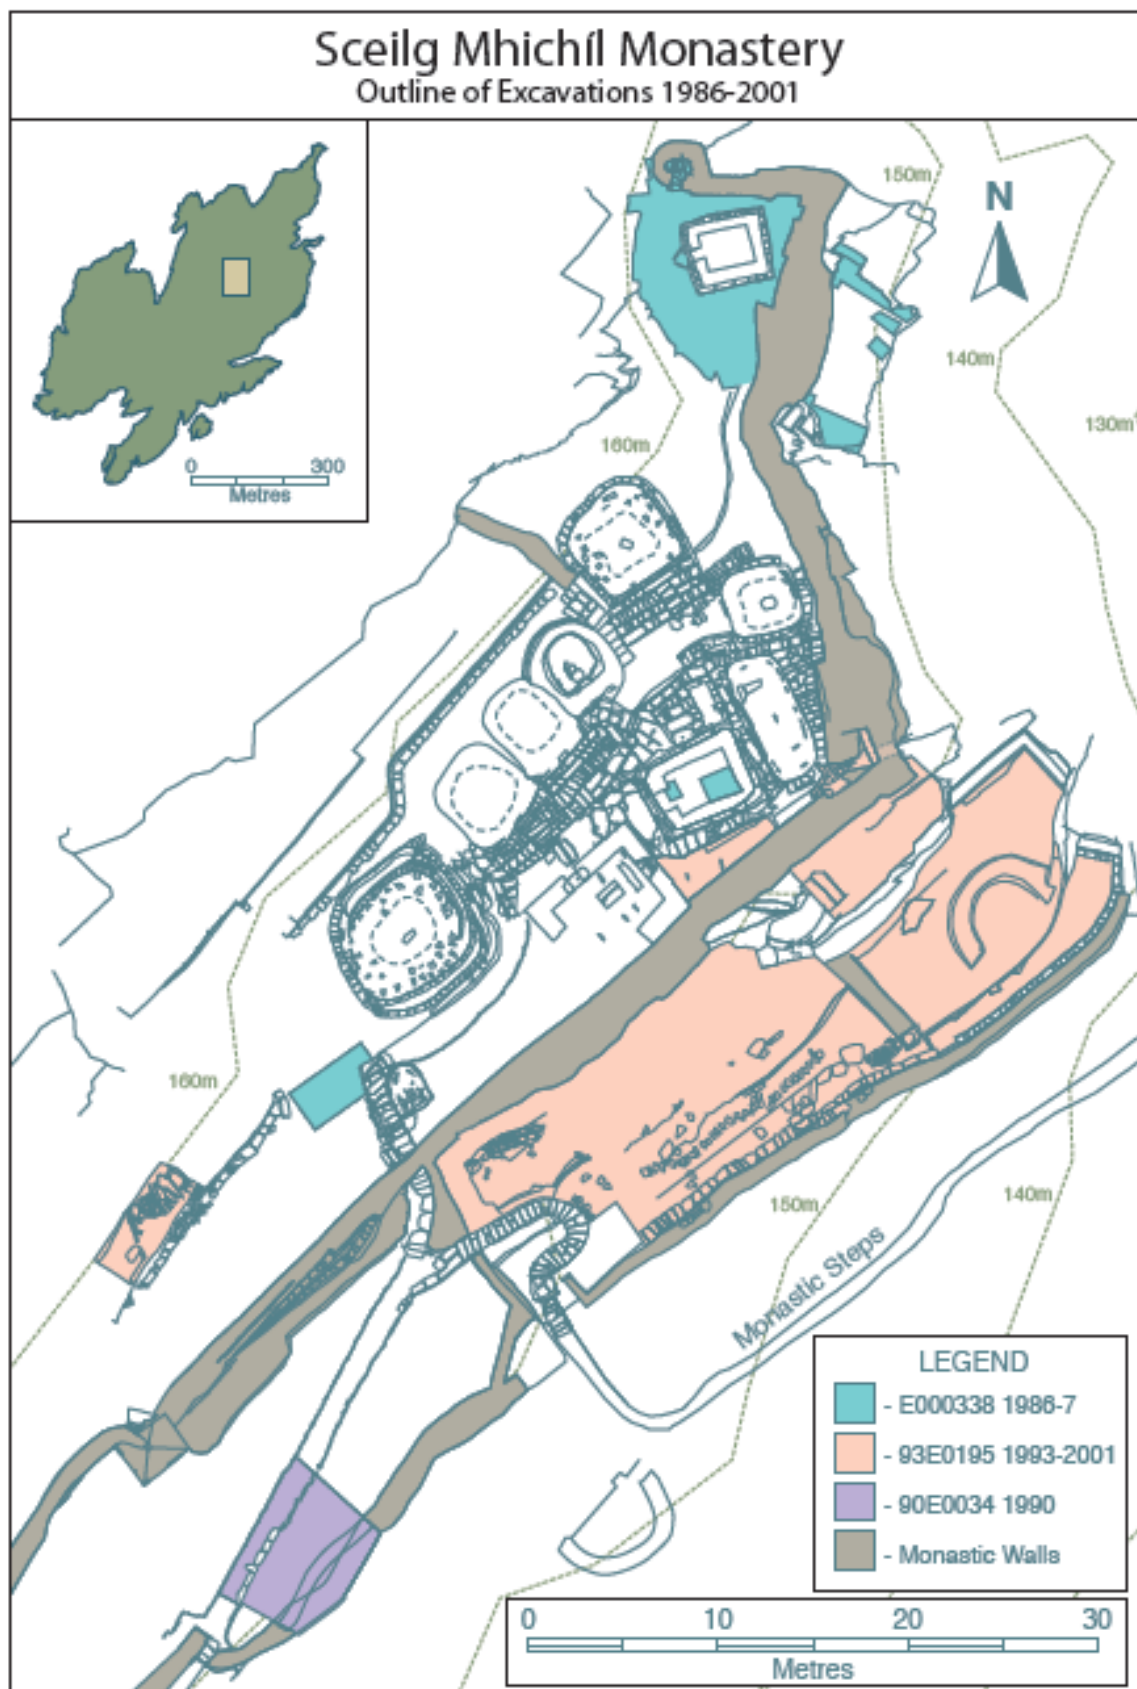 Sceilg Mhichíl Monastery
Outline of Excavations 1986-2001
0 300
Metres
150m
N
140m
130m
160m
160m
150m
140m
Monastic Steps
LEGEND
- E000338 1986-7
- 93E0195 1993-2001
- 90E0034 1990
- Monastic Walls
0 10 20 30
Metres